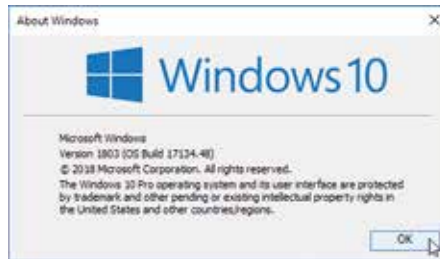 About Windows
Windows 10
Microsoft Windows
Version 1803 (OS Build 17134.48)
© 2018 Microsoft Corporation. All rights reserved.
The Windows 10 Pro operating system and its user interface are protected
by trademark and other pending or existing intellectual property rights in
the United States and other countries/regions.
OK